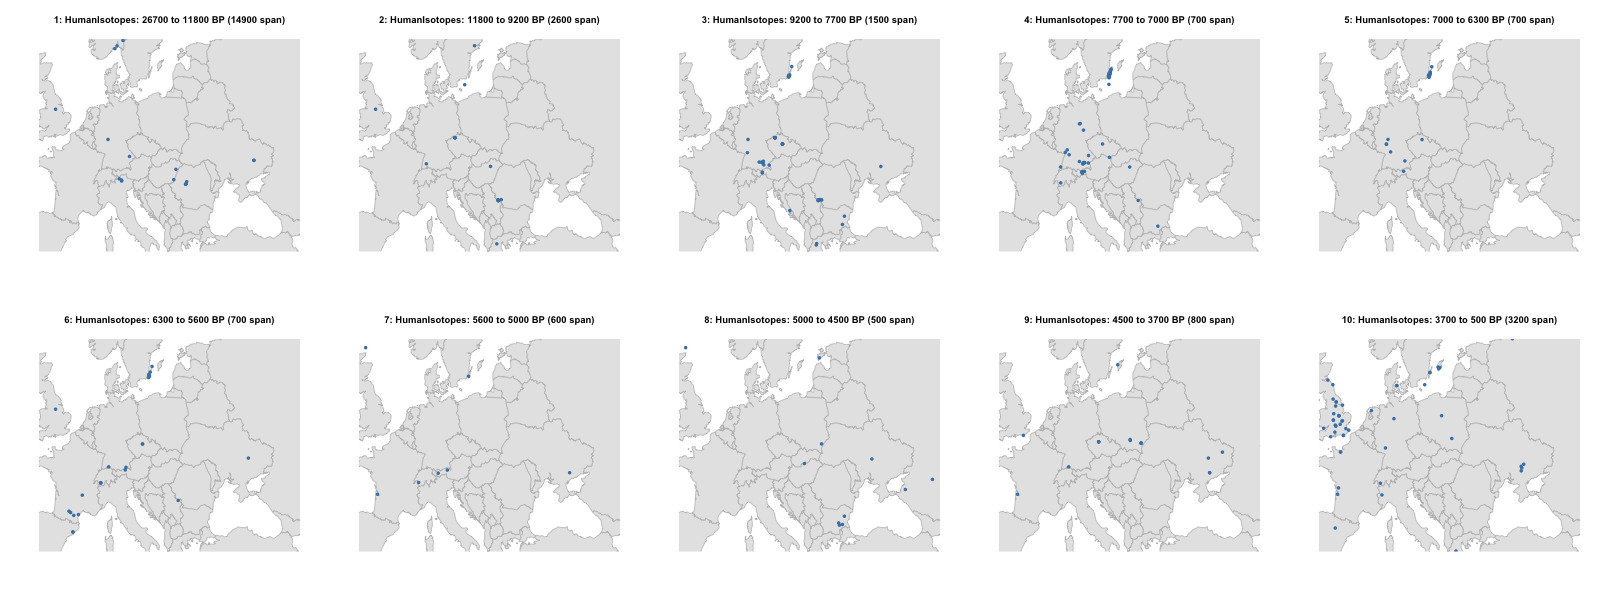 1: HumanIsotopes: 26700 to 11800 BP (14900 span)
2: HumanIsotopes: 11800 to 9200 BP (2600 span)
3: HumanIsotopes: 9200 to 7700 BP (1500 span)
4: HumanIsotopes: 7700 to 7000 BP (700 span)
5: HumanIsotopes: 7000 to 6300 BP (700 span)
6: HumanIsotopes: 6300 to 5600 BP (700 span)
7: HumanIsotopes: 5600 to 5000 BP (600 span)
8: HumanIsotopes: 5000 to 4500 BP (500 span)
9: HumanIsotopes: 4500 to 3700 BP (800 span)
10: HumanIsotopes: 3700 to 500 BP (3200 span)